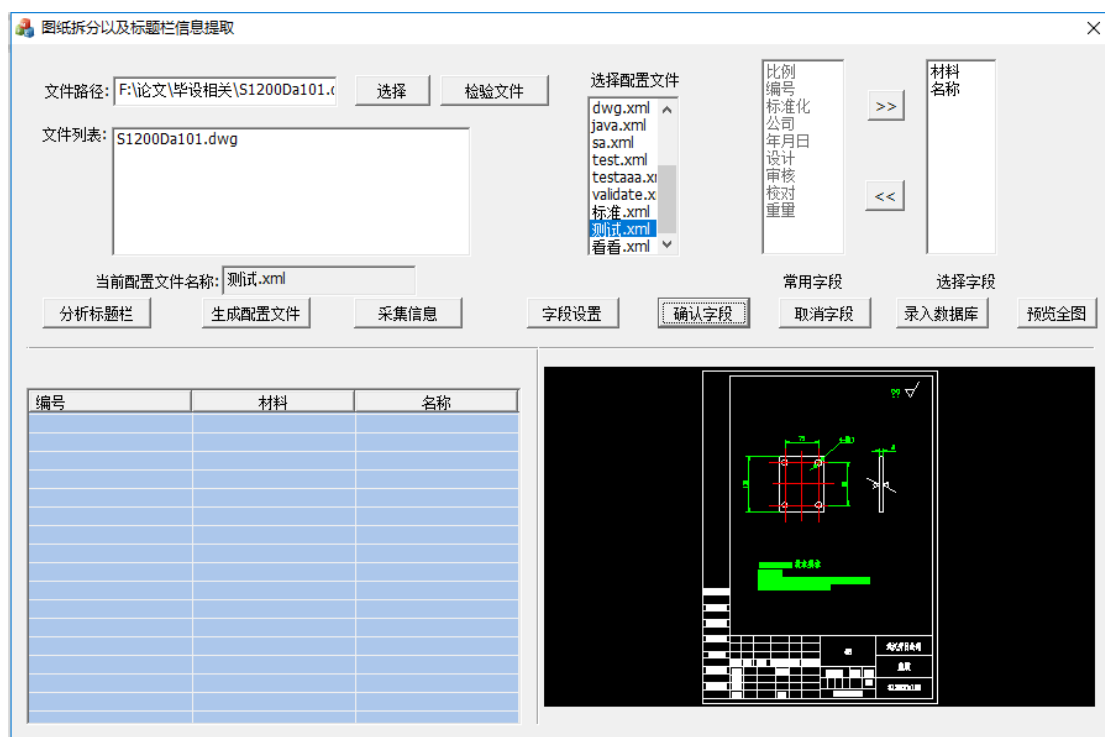 图纸拆分以及标题栏信息提取
文件路径: F:\论文\毕设相关\S1200Da101.c 选择 检验文件
文件列表: S1200Da101.dwg
当前配置文件名称: 测试.xml
选择配置文件
dwg.xml
java.xml
sa.xml
test.xml
testaaa.x
validate.x
标准.xml
测试.xml
看看.xml
比例
编号
标准化
公司
年月日
设计
审核
校对
重量
常用字段
>>
<<
材料
名称
选择字段
分析标题栏 生成配置文件 采集信息 字段设置 确认字段 取消字段 录入数据库 预览全图
编号 材料 名称
技术要求